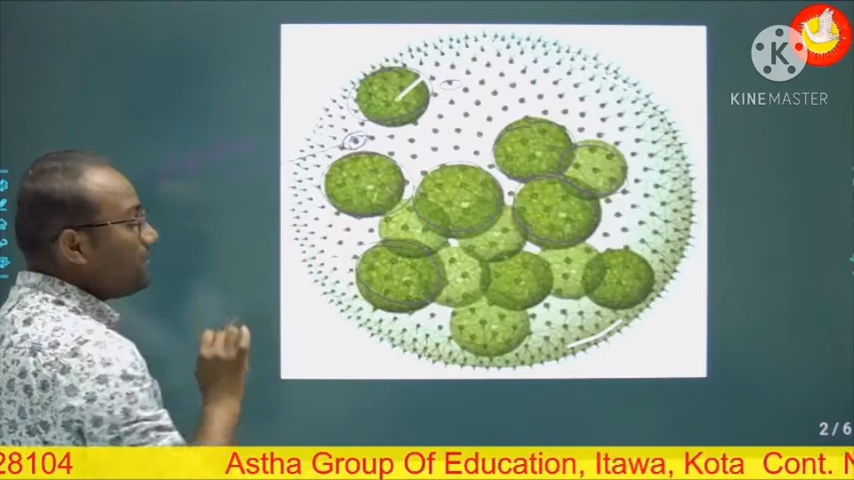 K
KINEMASTER
2/6
28104 Astha Group Of Education, Itawa, Kota Cont. N